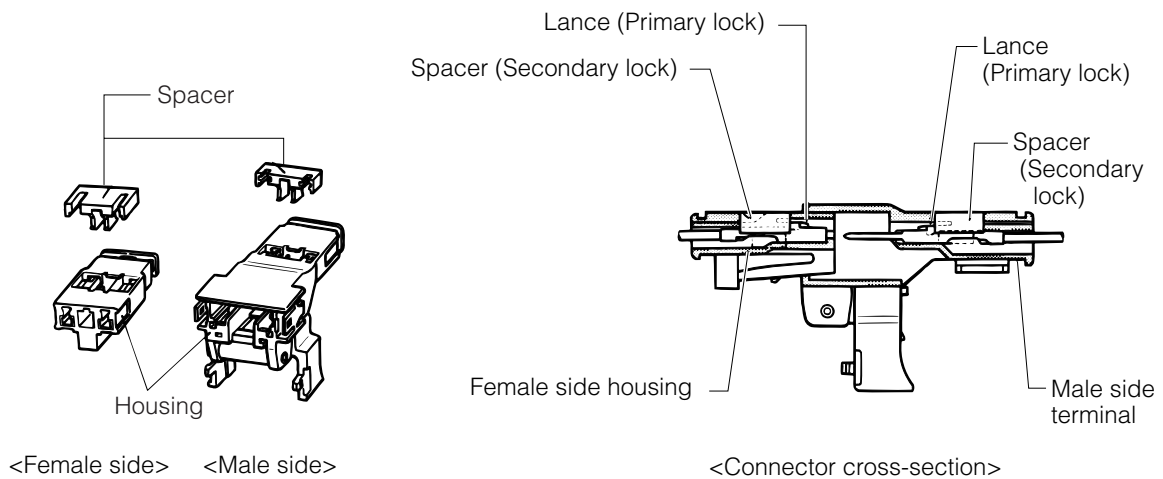 Spacer
Housing
<Female side>
<Male side>
Lance (Primary lock)
Spacer (Secondary lock)
Lance
(Primary lock)
Spacer
(Secondary
lock)
Female side housing
Male side
terminal
<Connector cross-section>